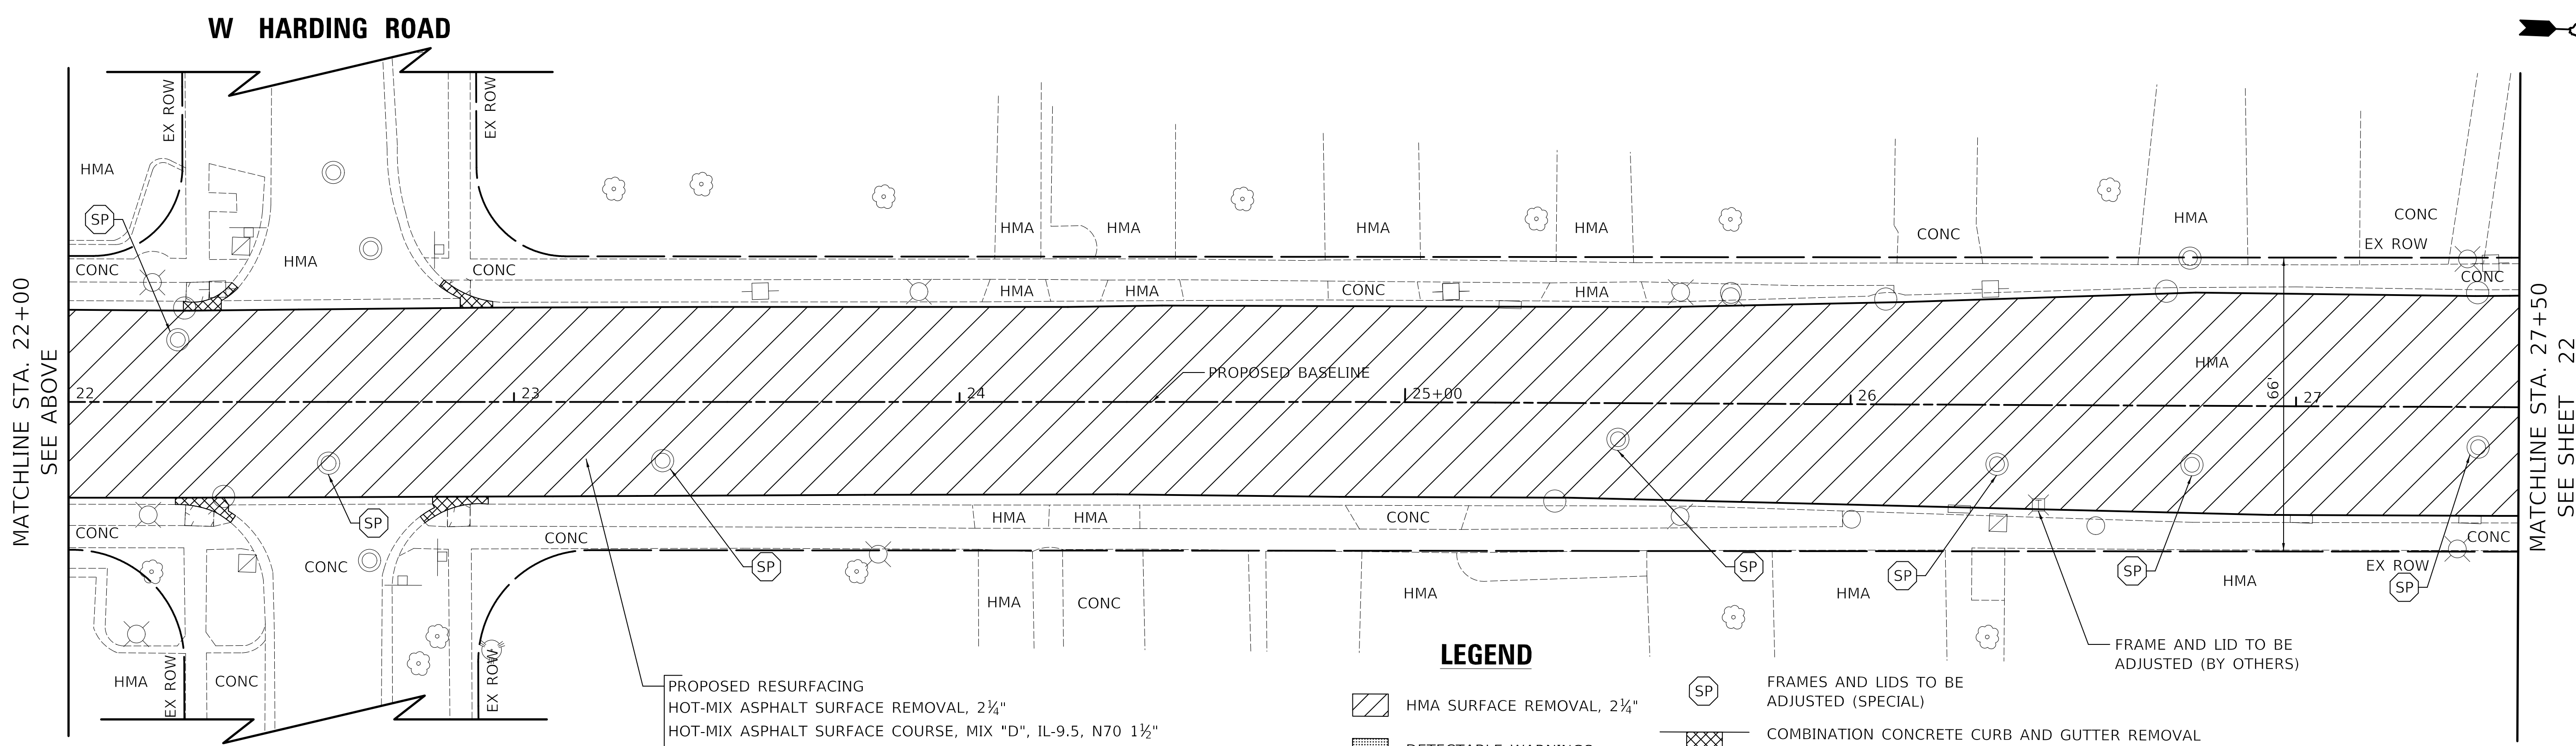 W HARDING ROAD
EX ROW
EX ROW
HMA
SP
HMA
CONC
CONC
HMA
HMA
HMA
HMA
CONC
HMA
CONC
EX ROW
CONC
HMA
HMA
CONC
HMA
MATCHLINE STA. 22+00
SEE ABOVE
22
23
24
PROPOSED BASELINE
25+00
26
HMA
66'
27
MATCHLINE STA. 27+50
SEE SHEET 22
SP
CONC
CONC
HMA
HMA
CONC
CONC
CONC
SP
SP
SP
SP
SP
EX ROW
HMA
CONC
HMA
HMA
HMA
HMA
CONC
EX ROW
EX ROW
FRAME AND LID TO BE
ADJUSTED (BY OTHERS)
PROPOSED RESURFACING
HOT-MIX ASPHALT SURFACE REMOVAL, 2¼"
HOT-MIX ASPHALT SURFACE COURSE, MIX "D", IL-9.5, N70 1½"
LEGEND
HMA SURFACE REMOVAL, 2¼"
DETECTABLE WARNINGS
SP
FRAMES AND LIDS TO BE
ADJUSTED (SPECIAL)
COMBINATION CONCRETE CURB AND GUTTER REMOVAL